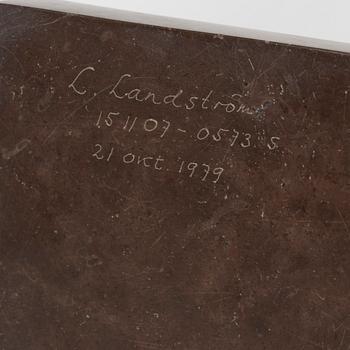 L. Landström
151107-0573. s.
21 okt. 1979